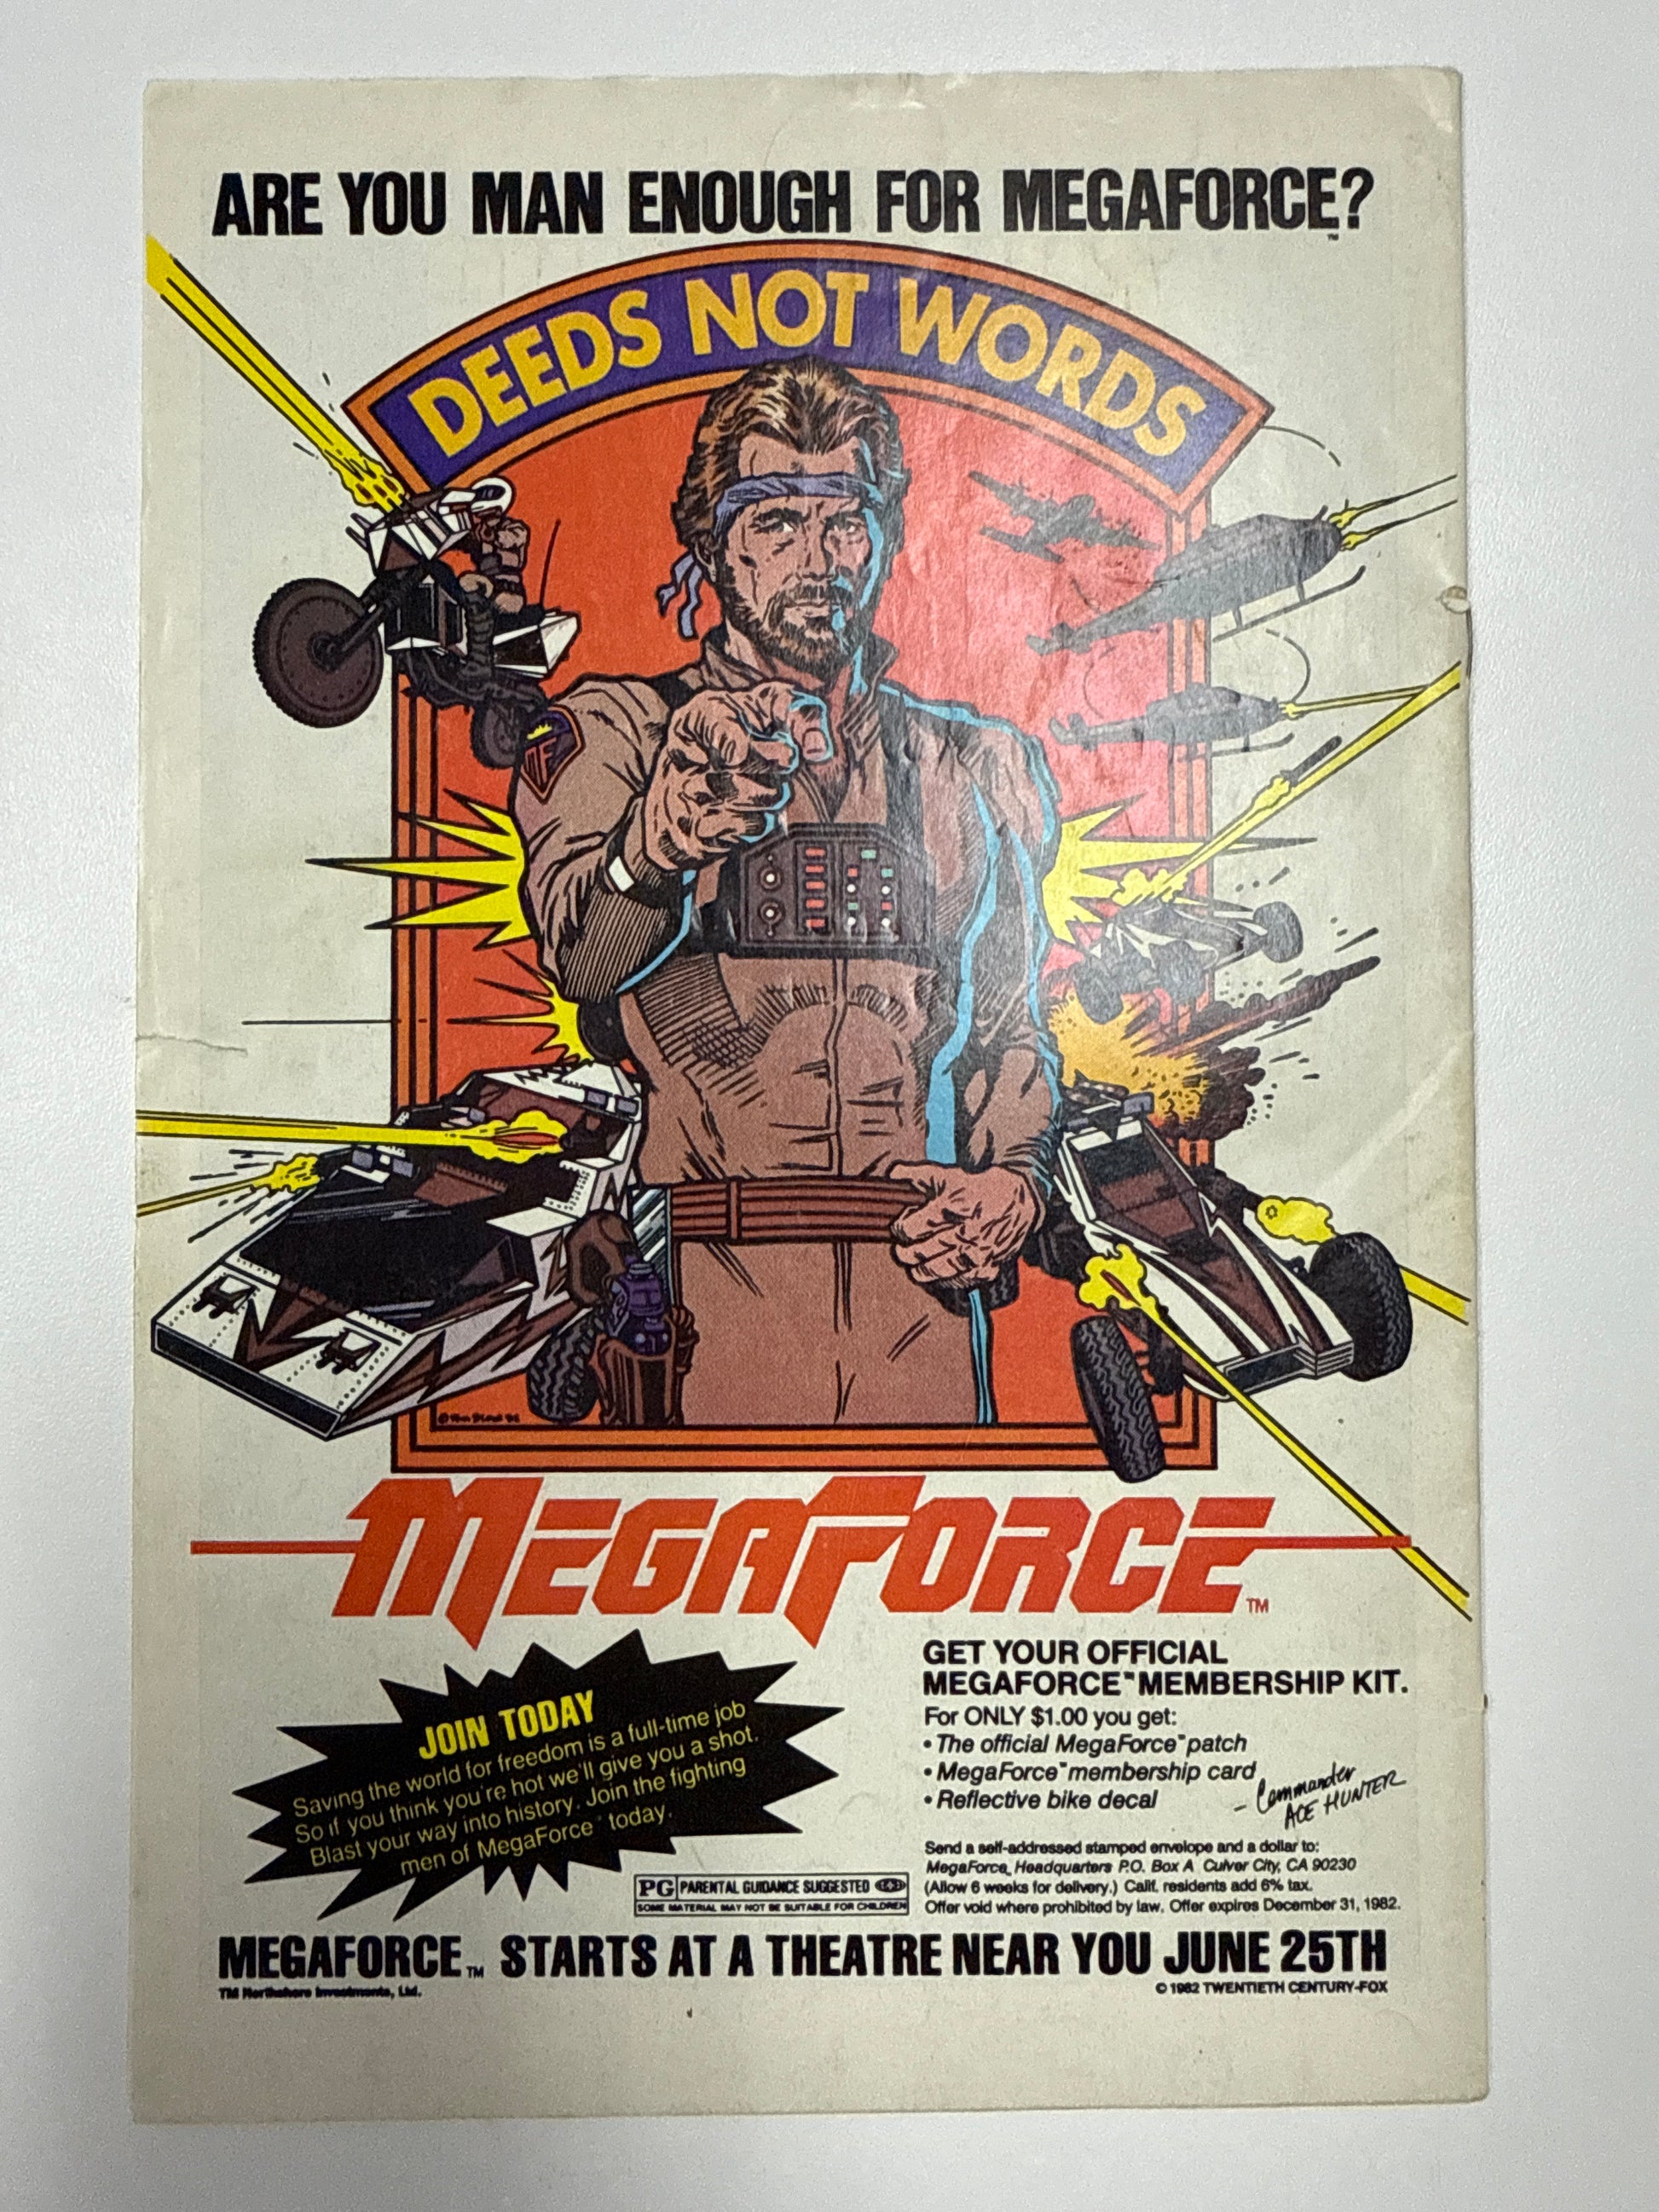 ARE YOU MAN ENOUGH FOR MEGAFORCE?™
DEEDS NOT WORDS
MF
MEGAFORCE™
JOIN TODAY
Saving the world for freedom is a full-time job
So if you think you're hot we'll give you a shot.
Blast your way into history. Join the fighting
men of MegaForce™ today.
GET YOUR OFFICIAL
MEGAFORCE™ MEMBERSHIP KIT.
For ONLY $1.00 you get:
• The official MegaForce™ patch
• MegaForce™ membership card
• Reflective bike decal
– Commander
ACE HUNTER
Send a self-addressed stamped envelope and a dollar to:
MegaForce, Headquarters P.O. Box A Culver City, CA 90230
(Allow 6 weeks for delivery.) Calif. residents add 6% tax.
Offer void where prohibited by law. Offer expires December 31, 1982.
PG PARENTAL GUIDANCE SUGGESTED
SOME MATERIAL MAY NOT BE SUITABLE FOR CHILDREN
MEGAFORCE™ STARTS AT A THEATRE NEAR YOU JUNE 25TH
TM Northshore Investments, Ltd.
© 1982 TWENTIETH CENTURY-FOX